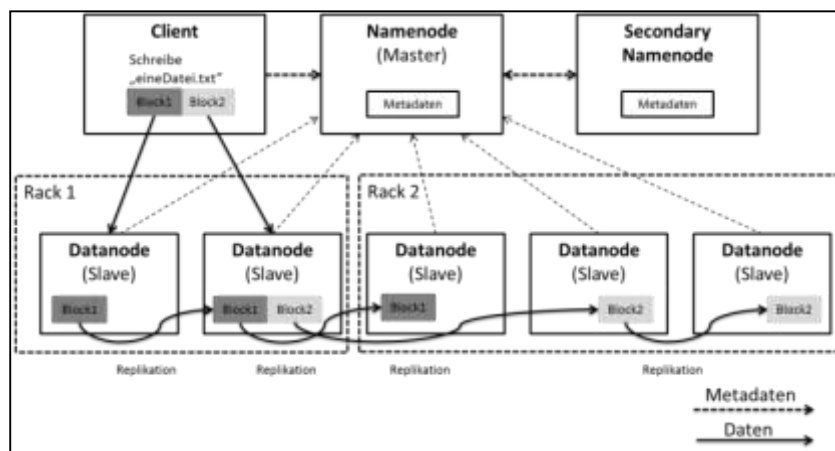 Client
Schreibe
„eineDatei.txt"
Block1 Block2
Namenode
(Master)
Metadaten
Secondary
Namenode
Metadaten
Rack 1
Datanode
(Slave)
Block1
Datanode
(Slave)
Block1 Block2
Rack 2
Datanode
(Slave)
Block1
Datanode
(Slave)
Block2
Datanode
(Slave)
Block2
Replikation
Replikation
Replikation
Replikation
Metadaten
Daten